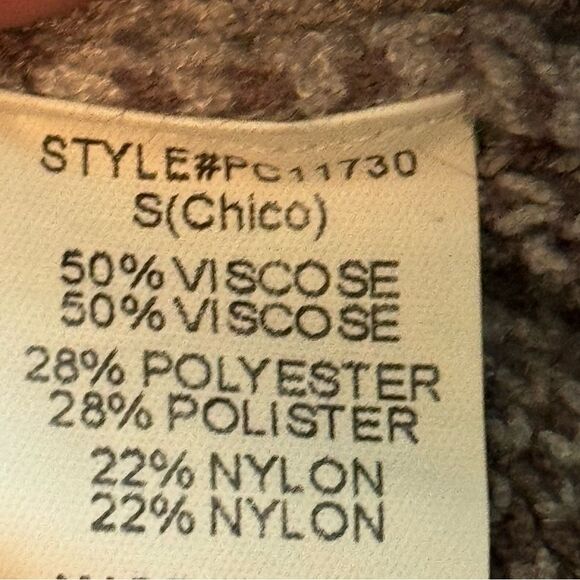 STYLE#PC11730
S(Chico)
50% VISCOSE
50% VISCOSE
28% POLYESTER
28% POLISTER
22% NYLON
22% NYLON